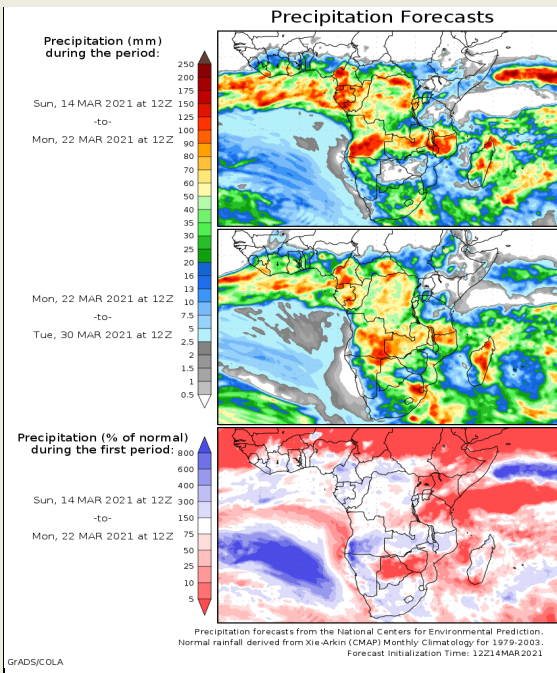 Precipitation Forecasts
Precipitation (mm)
during the period:
Sun, 14 MAR 2021 at 12Z
-to-
Mon, 22 MAR 2021 at 12Z
250
200
175
150
125
100
90
80
70
60
50
40
35
30
25
20
16
13
10
7.5
5
2.5
2
1.5
1
0.5
Mon, 22 MAR 2021 at 12Z
-to-
Tue, 30 MAR 2021 at 12Z
Precipitation (% of normal)
during the first period:
Sun, 14 MAR 2021 at 12Z
-to-
Mon, 22 MAR 2021 at 12Z
800
600
400
300
150
75
50
25
10
5
Precipitation forecasts from the National Centers for Environmental Prediction.
Normal rainfall derived from Xie-Arkin (CMAP) Monthly Climatology for 1979-2003.
Forecast Initialization Time: 12Z14MAR2021
GrADS/COLA